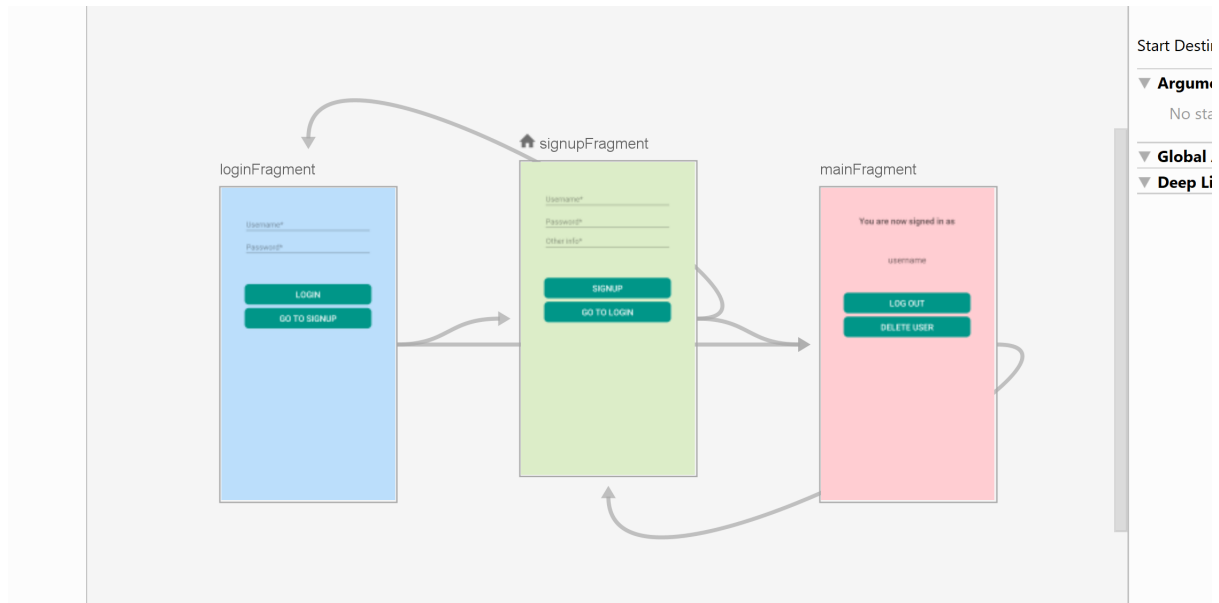 Start Desti
Argume
No sta
Global
Deep Li
signupFragment
loginFragment
mainFragment
Username*
Password*
LOGIN
GO TO SIGNUP
Username*
Password*
Other Info*
SIGNUP
GO TO LOGIN
You are now signed in as
username
LOG OUT
DELETE USER